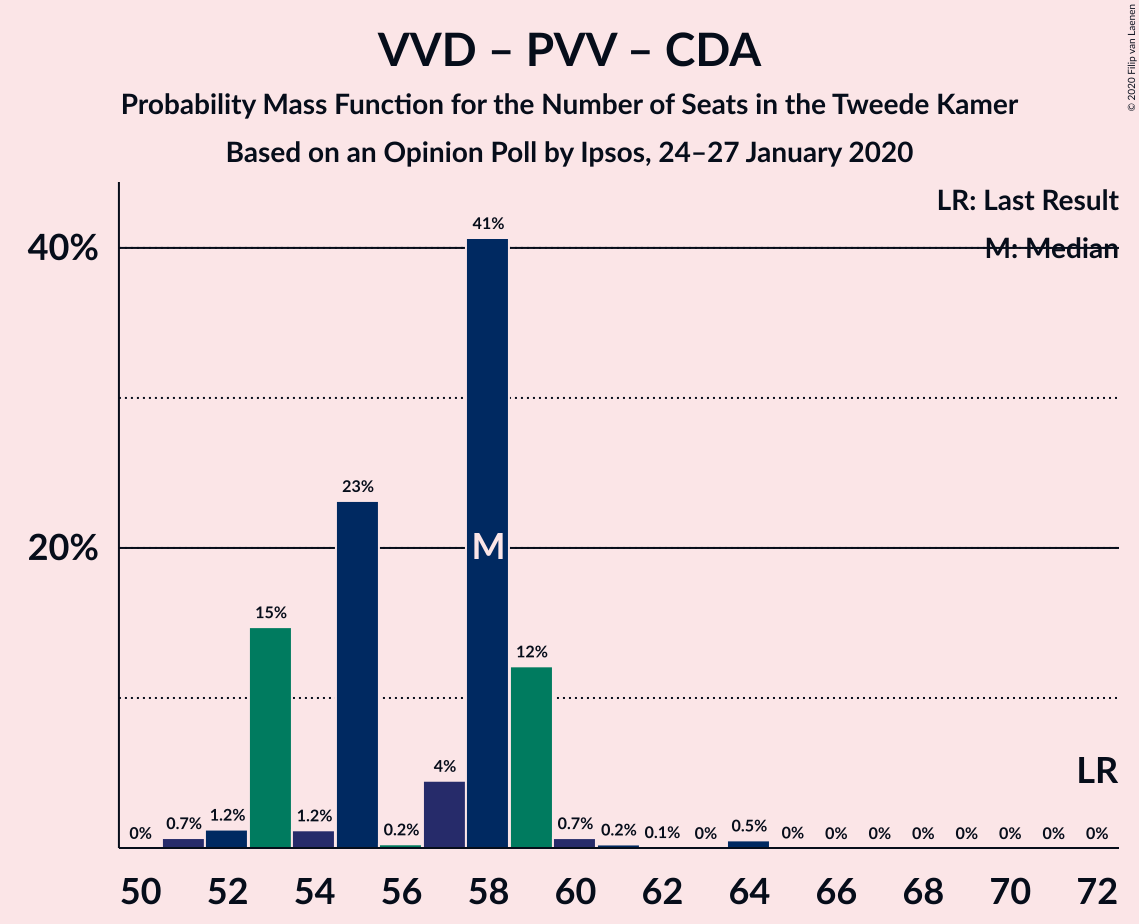 VVD – PVV – CDA
Probability Mass Function for the Number of Seats in the Tweede Kamer
Based on an Opinion Poll by Ipsos, 24–27 January 2020
© 2020 Filip van Laenen
LR: Last Result
M: Median
40%
20%
0%
0.7%
1.2%
15%
1.2%
23%
0.2%
4%
41%
12%
0.7%
0.2%
0.1%
0%
0.5%
0%
0%
0%
0%
0%
0%
0%
0%
M
LR
50 52 54 56 58 60 62 64 66 68 70 72